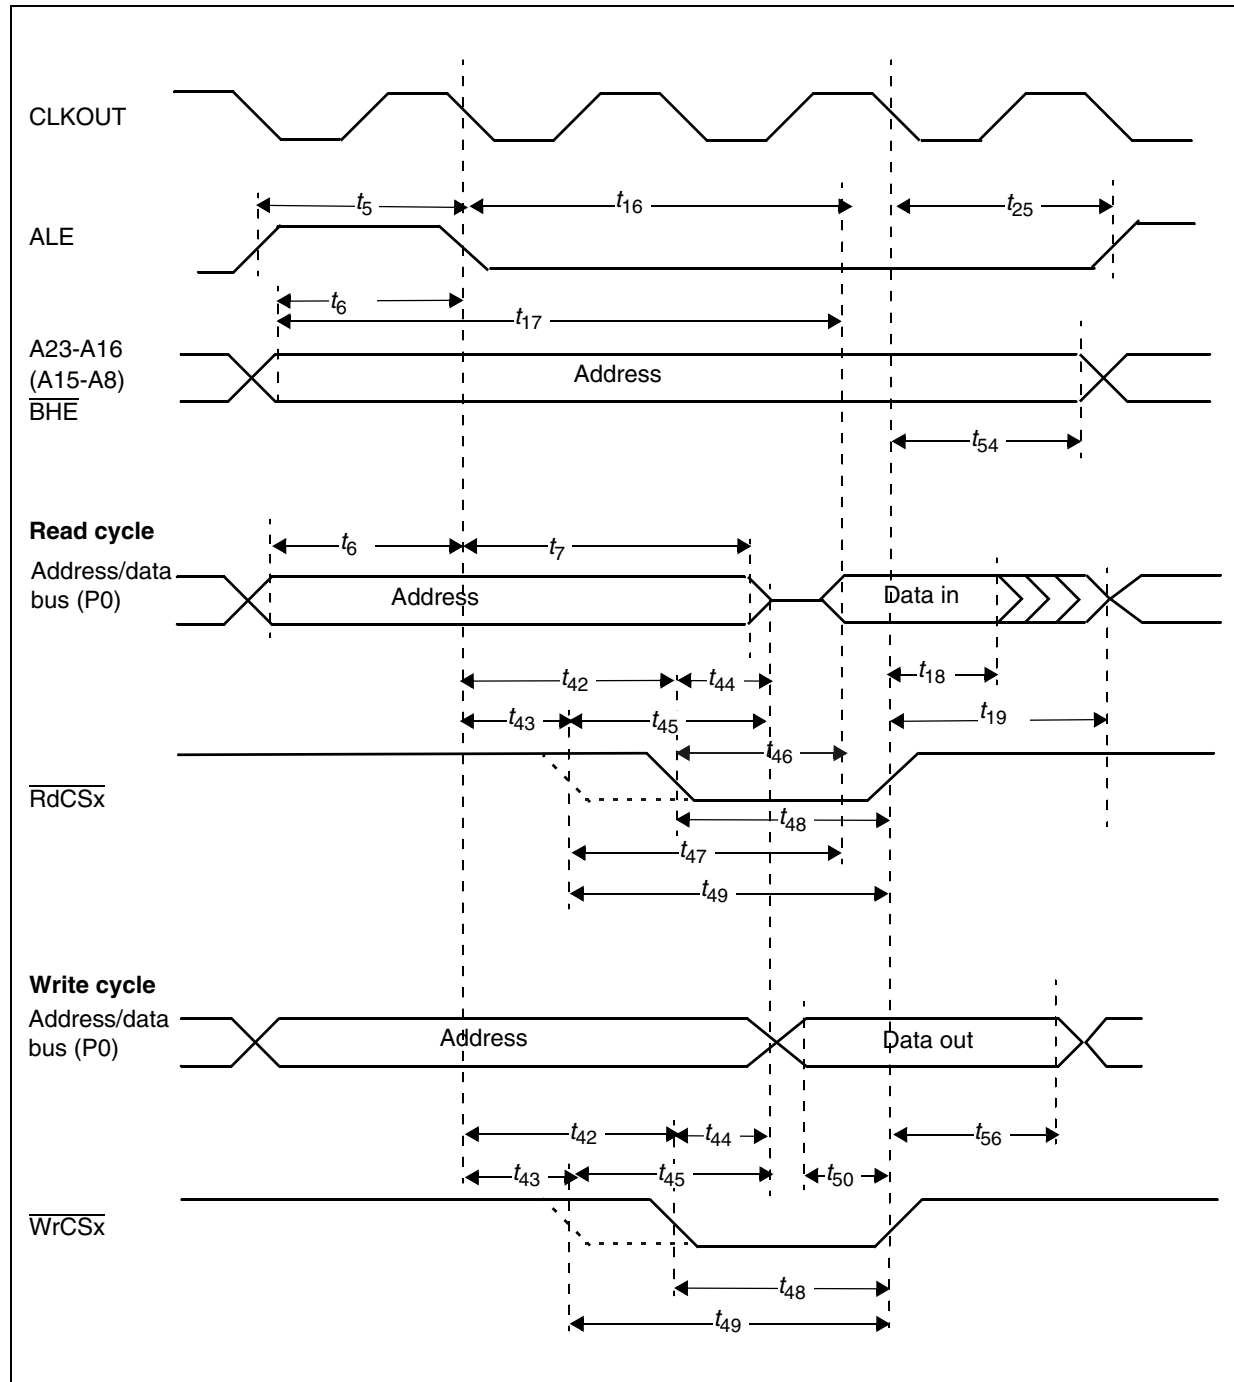 CLKOUT
t5
t16
t25
ALE
t6
t17
A23-A16
(A15-A8)
BHE
Address
t54
Read cycle
t6
t7
Address/data
bus (P0)
Address
Data in
t42
t44
t18
t43
t45
t19
t46
RdCSx
t48
t47
t49
Write cycle
Address/data
bus (P0)
Address
Data out
t42
t44
t56
t43
t45
t50
WrCSx
t48
t49